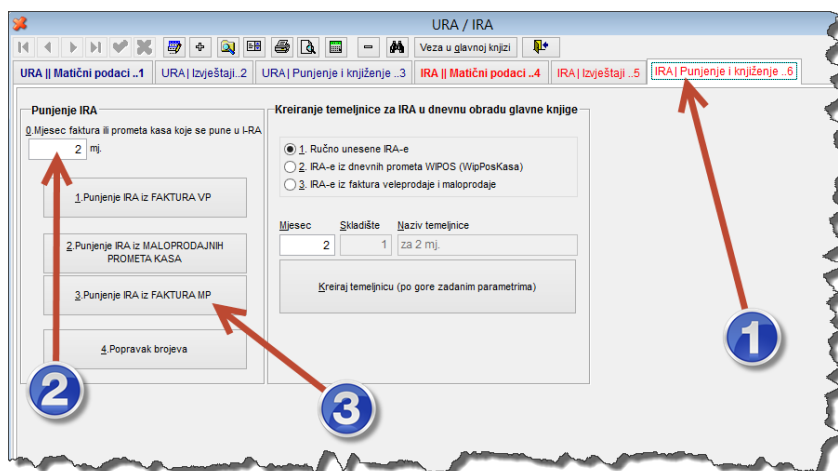 URA / IRA
Veza u glavnoj knjizi
URA || Matični podaci ..1 URA| Izvještaji..2 URA| Punjenje i knjiženje ..3 IRA || Matični podaci ..4 IRA| Izvještaji ..5 IRA| Punjenje i knjiženje ..6
Punjenje IRA
0.Mjesec faktura ili prometa kasa koje se pune u I-RA
2 mj.
1.Punjenje IRA iz FAKTURA VP
2.Punjenje IRA iz MALOPRODAJNIH
PROMETA KASA
3.Punjenje IRA iz FAKTURA MP
4.Popravak brojeva
Kreiranje temeljnice za IRA u dnevnu obradu glavne knjige
1. Ručno unesene IRA-e
2. IRA-e iz dnevnih prometa WIPOS (WipPosKasa)
3. IRA-e iz faktura veleprodaje i maloprodaje
Mjesec Skladište Naziv temeljnice
2 1 za 2 mj.
Kreiraj temeljnicu (po gore zadanim parametrima)
1
2
3